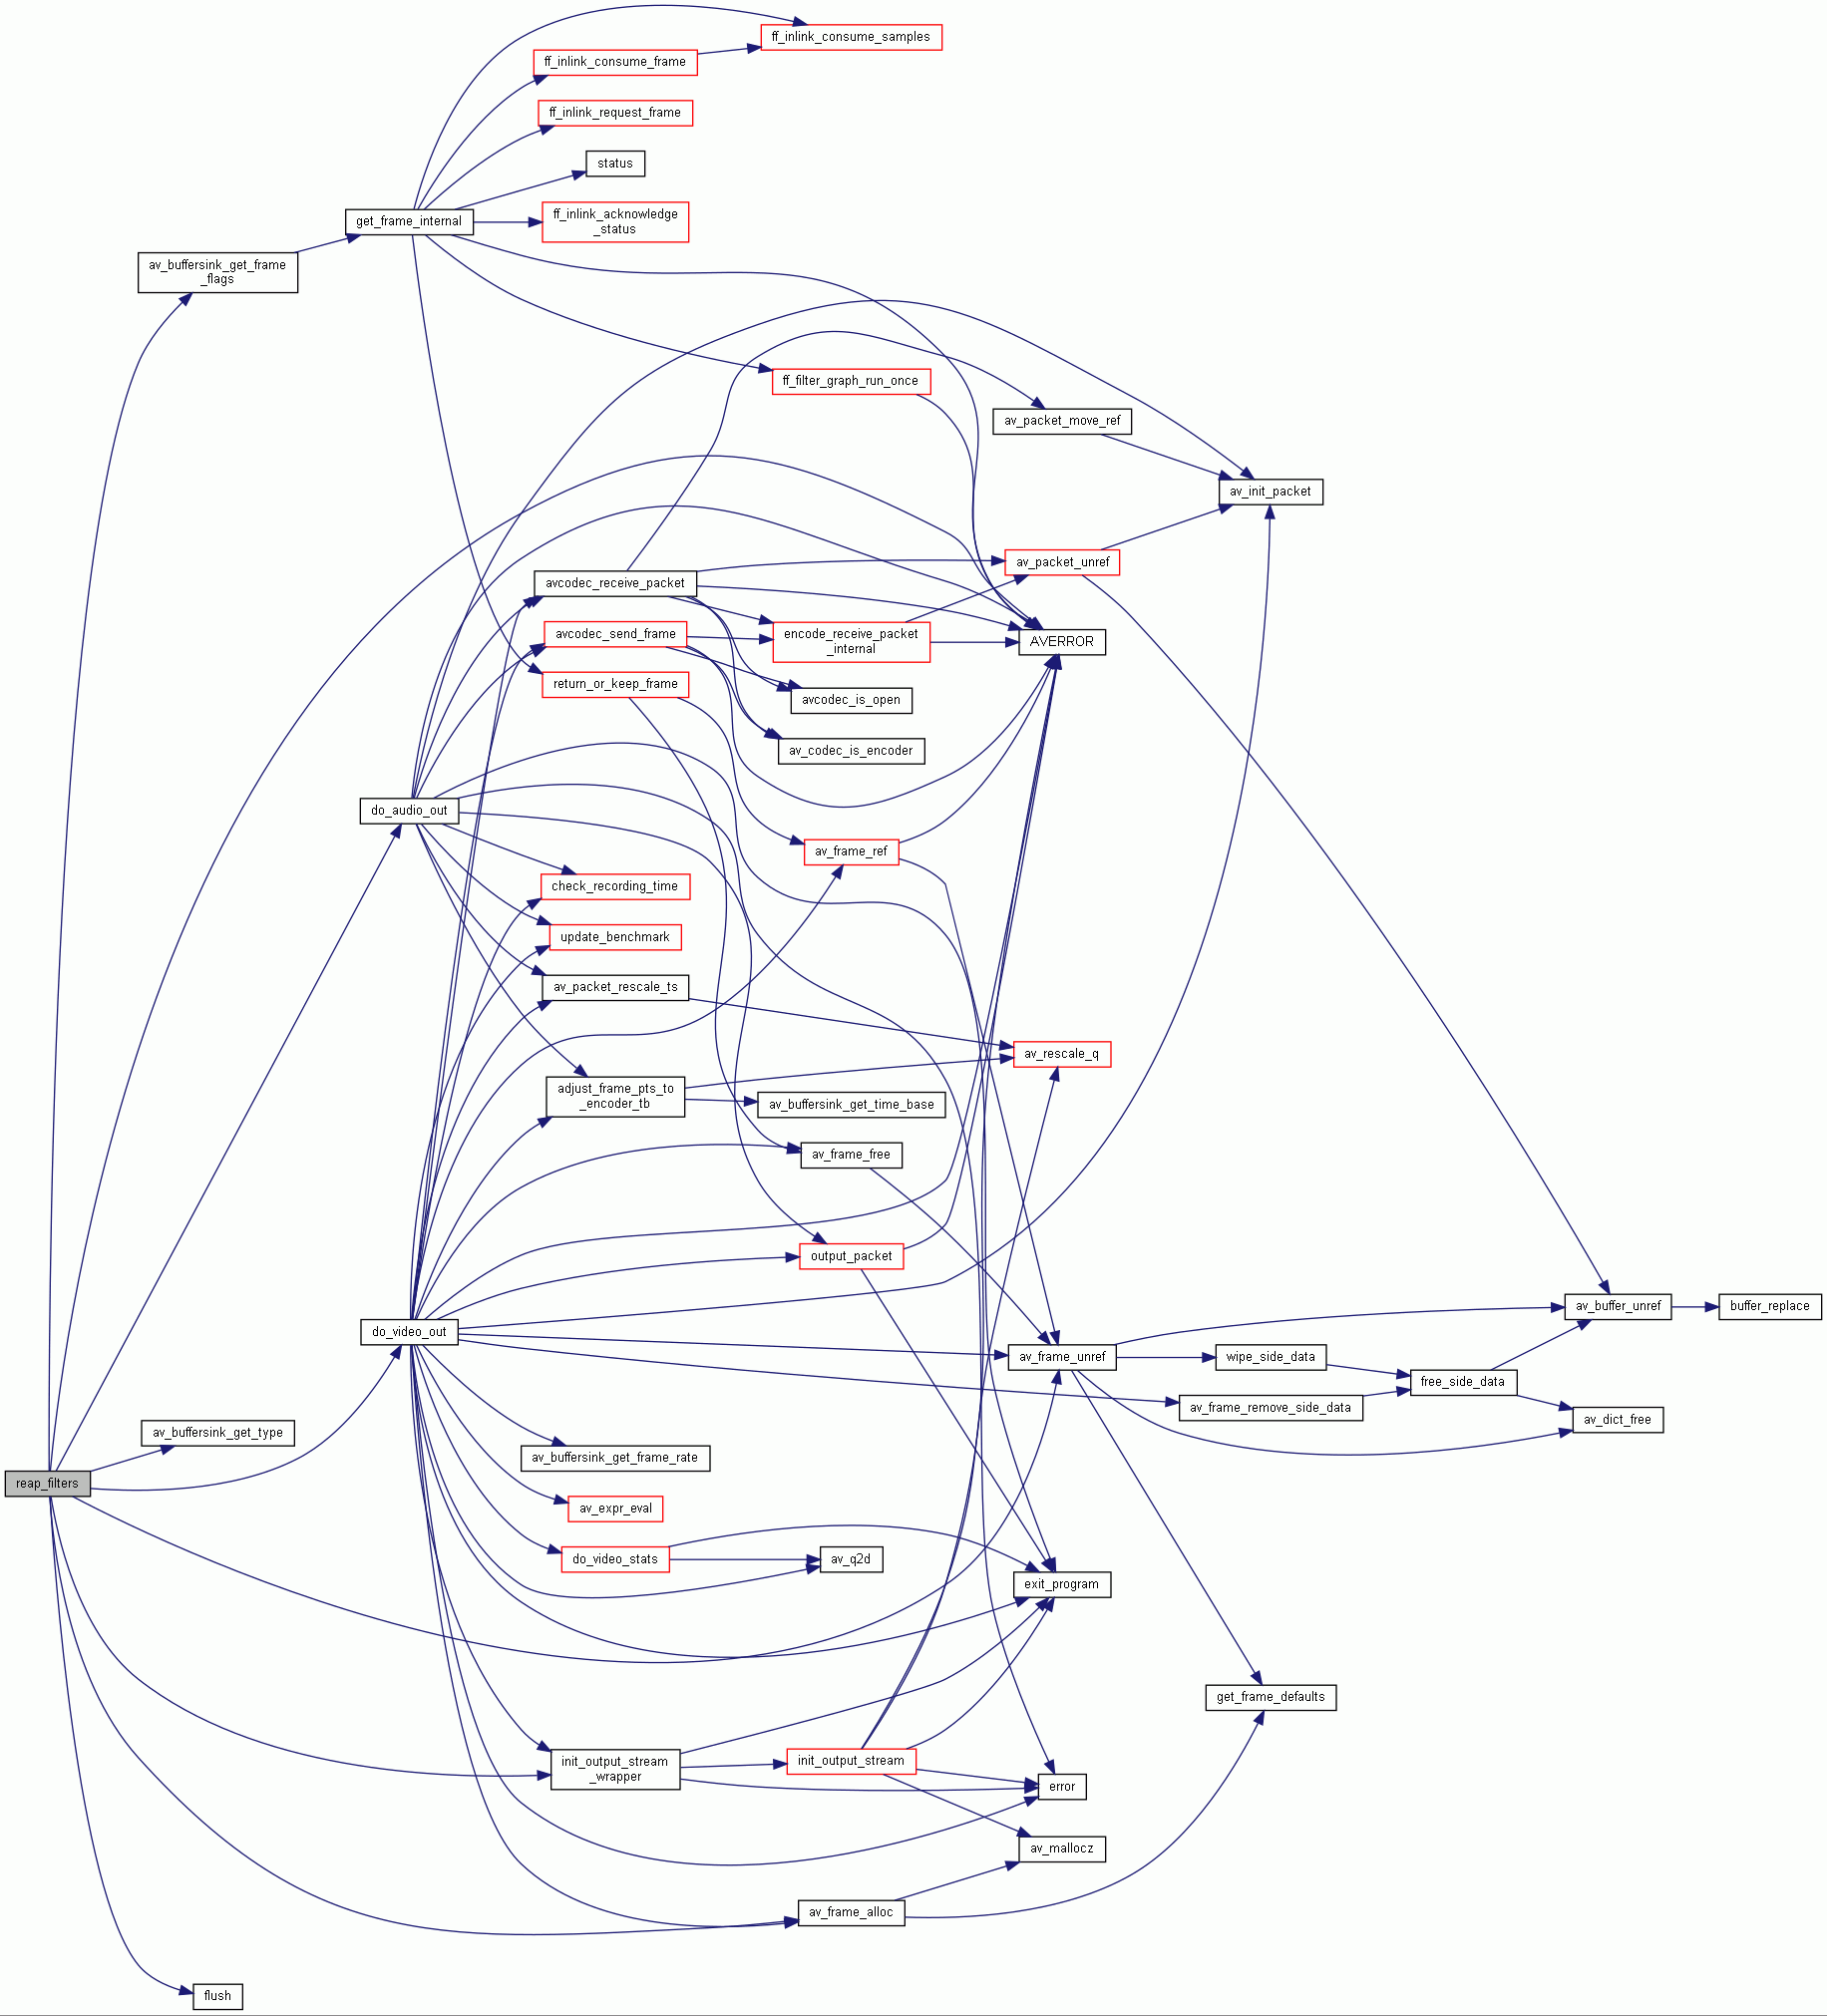 ff_inlink_consume_samples
ff_inlink_consume_frame
ff_inlink_request_frame
status
get_frame_internal
ff_inlink_acknowledge
_status
av_buffersink_get_frame
_flags
ff_filter_graph_run_once
av_packet_move_ref
av_init_packet
av_packet_unref
avcodec_receive_packet
avcodec_send_frame
encode_receive_packet
_internal
AVERROR
return_or_keep_frame
avcodec_is_open
av_codec_is_encoder
do_audio_out
av_frame_ref
check_recording_time
update_benchmark
av_packet_rescale_ts
av_rescale_q
adjust_frame_pts_to
_encoder_tb
av_buffersink_get_time_base
av_frame_free
output_packet
av_buffer_unref
buffer_replace
do_video_out
av_frame_unref
wipe_side_data
free_side_data
av_frame_remove_side_data
av_dict_free
av_buffersink_get_type
av_buffersink_get_frame_rate
reap_filters
av_expr_eval
do_video_stats
av_q2d
exit_program
get_frame_defaults
init_output_stream
_wrapper
init_output_stream
error
av_mallocz
av_frame_alloc
flush